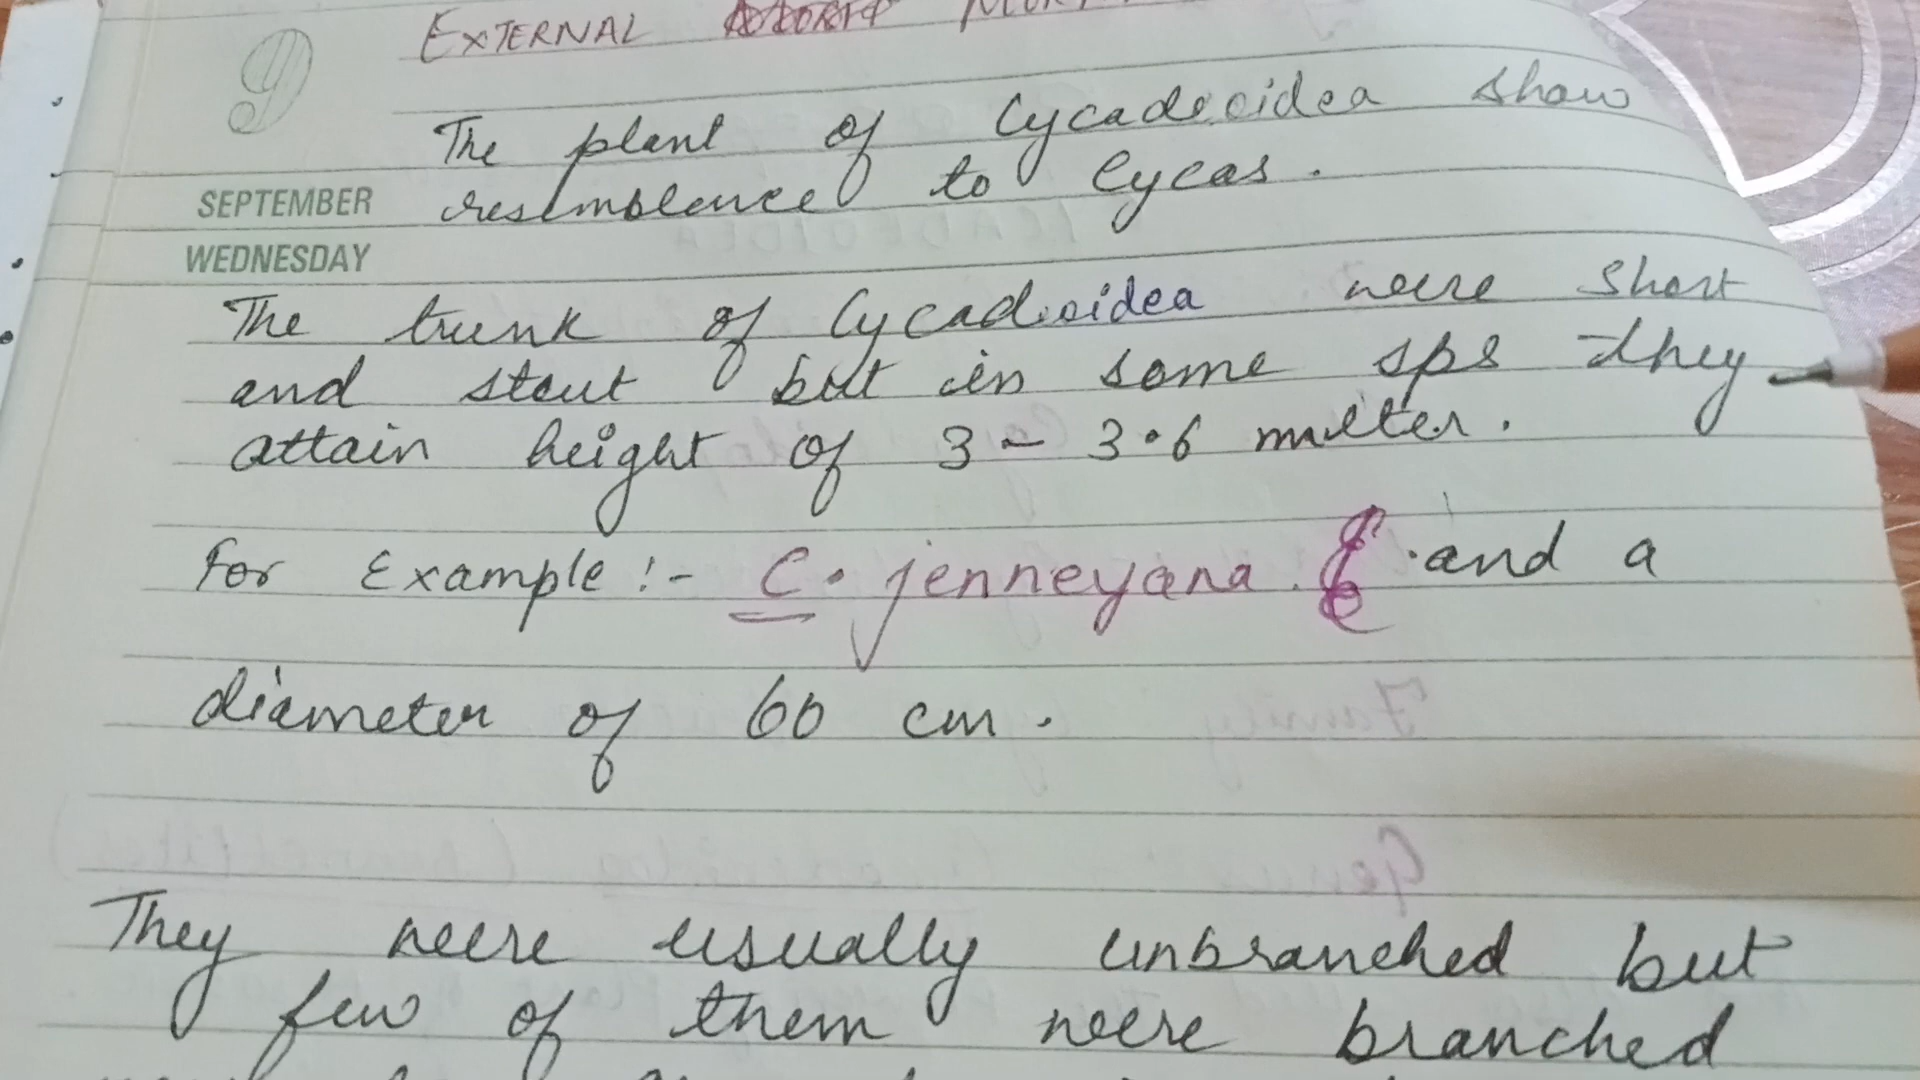 9
EXTERNAL
The plant of Cycadeoidea show
SEPTEMBER
resemblence to Cycas.
WEDNESDAY
The trunk of Cycadeoidea were short
and stout but in some sps they
attain height of 3 - 3.6 meter.
For Example :- C. jenneyana. and a
diameter of 60 cm.
They were usually unbranched but
few of them were branched